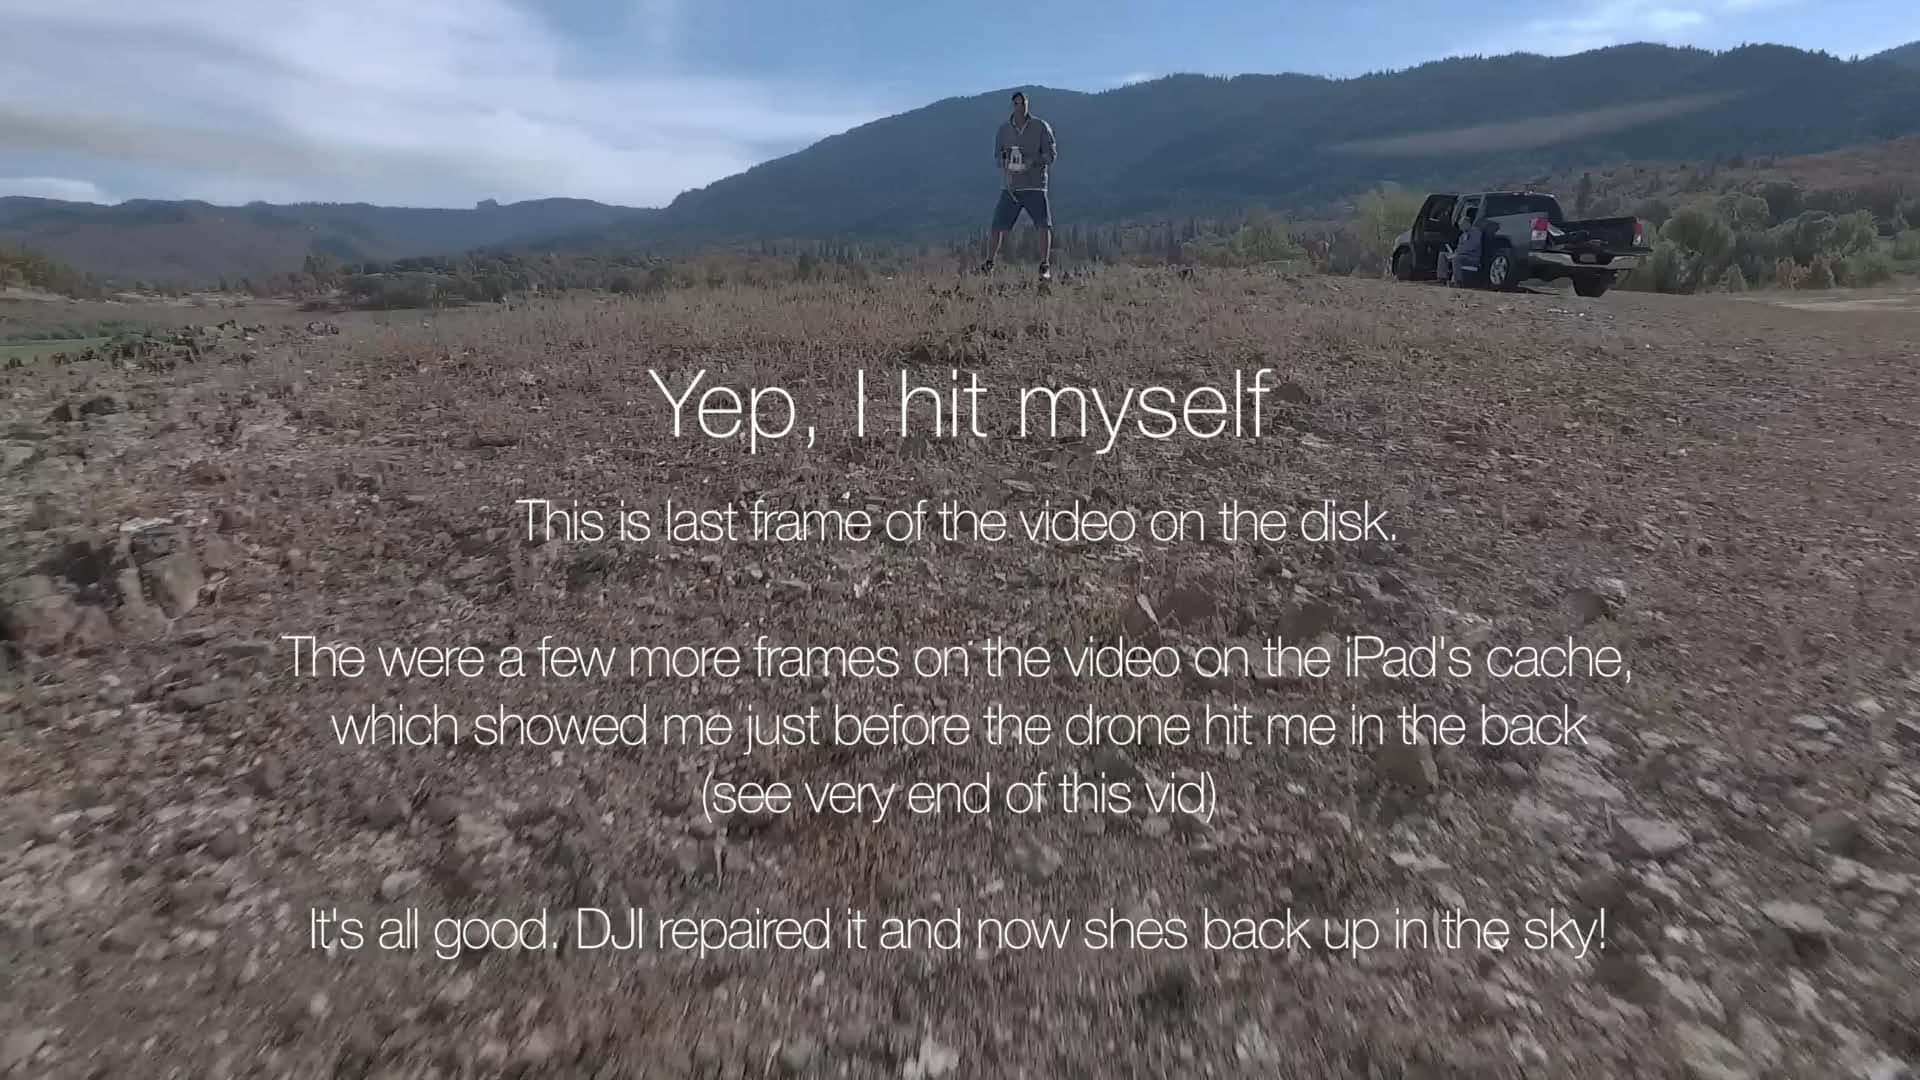 Yep, I hit myself
This is last frame of the video on the disk.
The were a few more frames on the video on the iPad's cache,
which showed me just before the drone hit me in the back
(see very end of this vid)
It's all good. DJI repaired it and now shes back up in the sky!